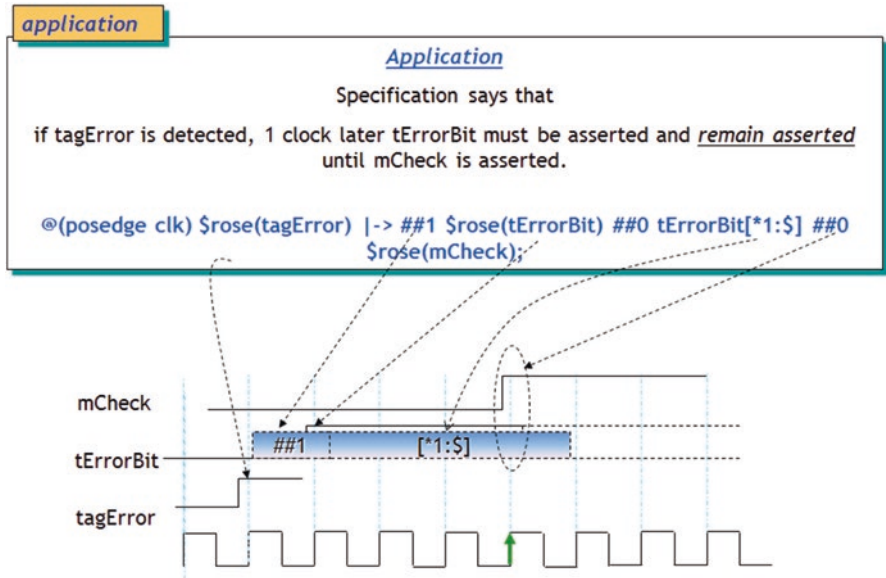 application
Application
Specification says that
if tagError is detected, 1 clock later tErrorBit must be asserted and remain asserted
until mCheck is asserted.
@(posedge clk) $rose(tagError) |-> ##1 $rose(tErrorBit) ##0 tErrorBit[*1:$] ##0
$rose(mCheck);
mCheck
##1 [*1:$]
tErrorBit
tagError